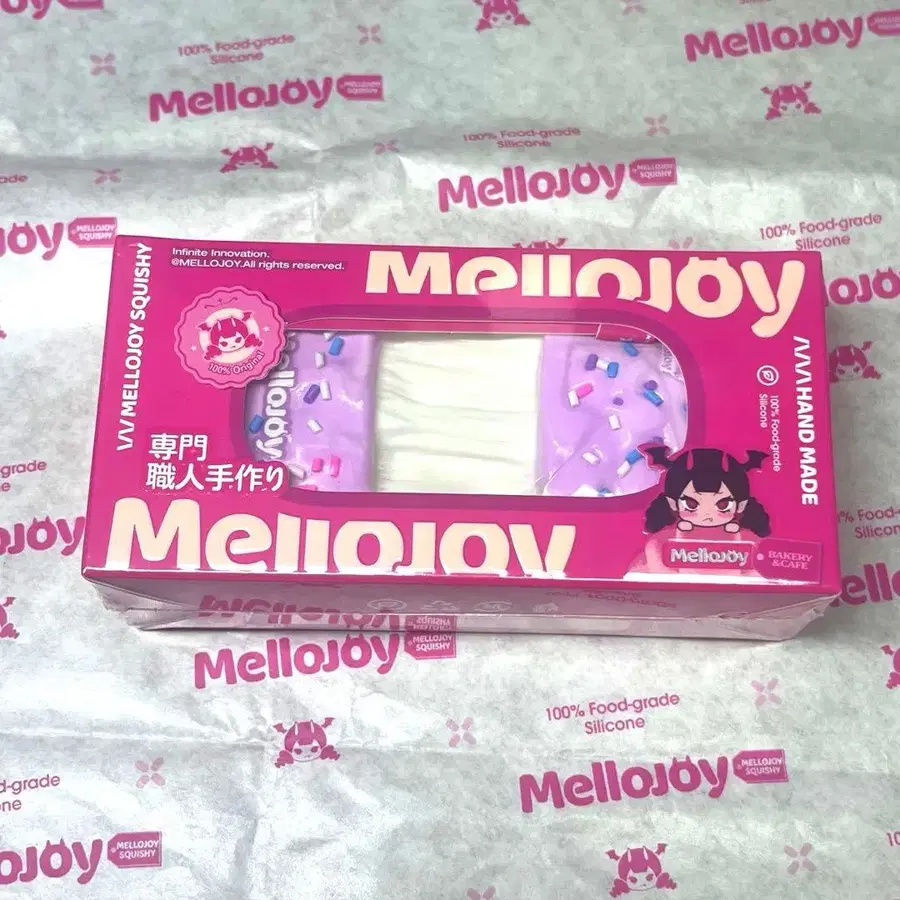 100% Food-grade
Silicone
MelloJOy
MelloJOy
MELLOJOY
SQUISHY
100% Food-grade
Silicone
MelloJOy
MELLOJOY
SQUISHY
100% Food-grade
Silicone
MELLOJOY
SQUISHY
Infinite Innovation.
@MELLOJOY.All rights reserved.
MelloJOy
MELLOJOY SQUISHY
100% Original
MelloJOy
専門
職人手作り
HAND MADE
100% Food-grade
Silicone
MelloJOy
MelloJOy
BAKERY
&CAFE
MelloJOy
MELLOJOY
SQUISHY
100% Food-grade
Silicone
MelloJOy
MELLOJOY
SQUISHY
MELLOJOY
SQUISHY